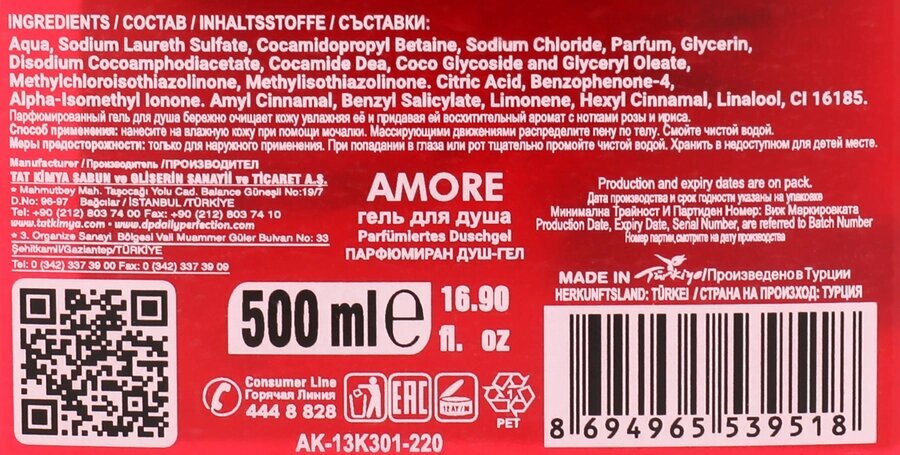 INGREDIENTS / СОСТАВ / INHALTSSTOFFE / СЪСТАВКИ:
Aqua, Sodium Laureth Sulfate, Cocamidopropyl Betaine, Sodium Chloride, Parfum, Glycerin,
Disodium Cocoamphodiacetate, Cocamide Dea, Coco Glycoside and Glyceryl Oleate,
Methylchloroisothiazolinone, Methylisothiazolinone. Citric Acid, Benzophenone-4,
Alpha-Isomethyl Ionone. Amyl Cinnamal, Benzyl Salicylate, Limonene, Hexyl Cinnamal, Linalool, CI 16185.
Парфюмированный гель для душа бережно очищает кожу увлажняя её и придавая ей восхитительный аромат с нотками розы и ириса.
Способ применения: нанесите на влажную кожу при помощи мочалки. Массирующими движениями распределите пену по телу. Смойте чистой водой.
Меры предосторожности: только для наружного применения. При попадании в глаза или рот тщательно промойте чистой водой. Хранить в недоступном для детей месте.
Manufacturer / Производитель /ПРОИЗВОДИТЕЛ
TAT KİMYA SABUN ve GLİSERİN SANAYİİ ve TİCARET A.Ş.
* Mahmutbey Mah. Taşocağı Yolu Cad. Balance Güneşli No:19/7
D.No: 96-97 Bağcılar / İSTANBUL /TÜRKİYE
Tel: +90 (212) 803 74 00 Fax: +90 (212) 803 74 10
www.tatkimya.com * www.dpdailyperfection.com
* 3. Organize Sanayi Bölgesi Vali Muammer Güler Bulvarı No: 33
Şehitkamil/Gaziantep/TÜRKİYE
Tel: 0 (342) 337 39 00 Fax: 0 (342) 337 39 09
AMORE
гель для душа
Parfümiertes Duschgel
ПАРФЮМИРАН ДУШ-ГЕЛ
Production and expiry dates are on pack.
Дата производства и срок годности указаны на упаковке
Минимална Трайност И Партиден Номер: Виж Маркировката
Production Date, Expiry Date, Serial Number, are referred to Batch Number
Номер партии,смотрите на дату производства
MADE IN Türkiye/Произведено в Турции
HERKUNFTSLAND: TÜRKEI / СТРАНА НА ПРОИЗХОД: ТУРЦИЯ
500 ml e
16.90
fl. oz
Consumer Line
Горячая Линия
444 8 828
EAC
12 AY/M
PET
AK-13K301-220
8 694965 539518